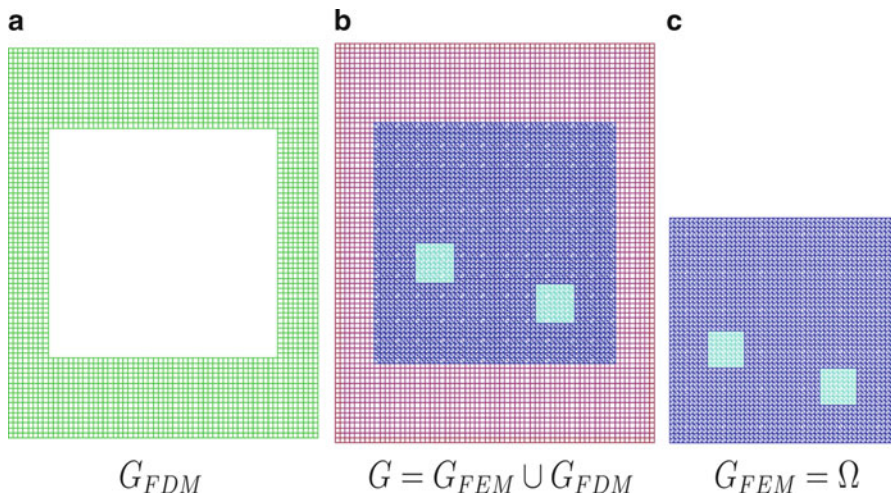 a
b
c
G_{FDM}
G = G_{FEM} ∪ G_{FDM}
G_{FEM} = Ω